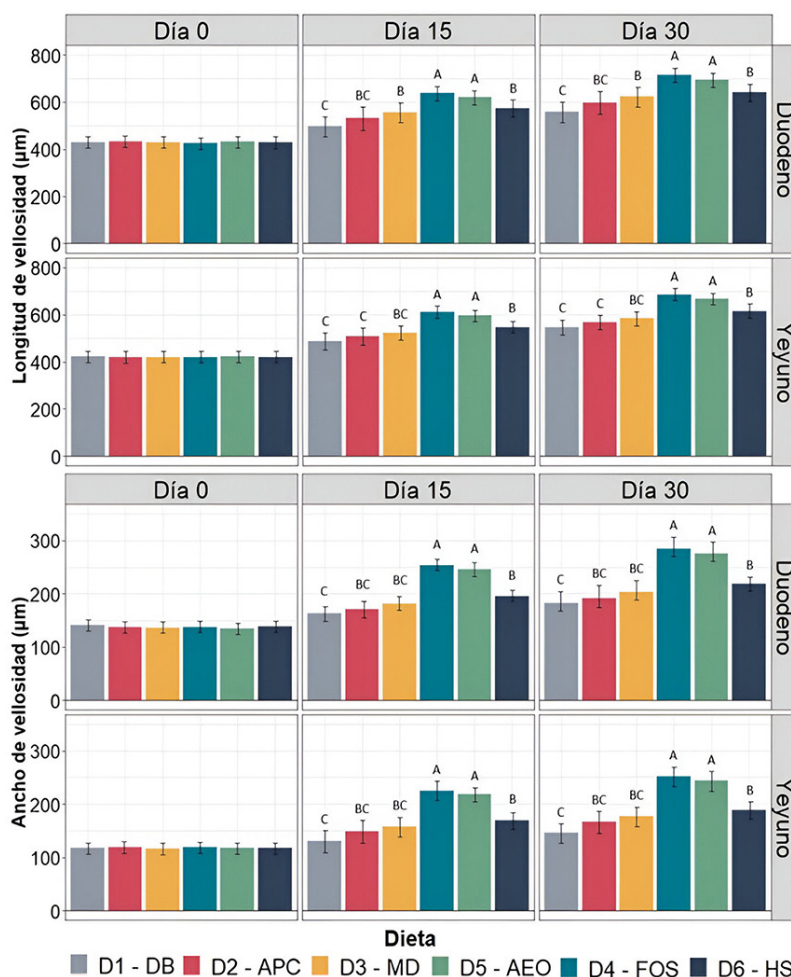 Día 0 Día 15 Día 30
800
600
400
200
0
C BC B A A B
C BC B A A B
Duodeno
Longitud de vellosidad (µm)
800
600
400
200
0
C C BC A A B
C C BC A A B
Yeyuno
Día 0 Día 15 Día 30
300
200
100
0
C BC BC A A B
C BC BC A A B
Duodeno
Ancho de vellosidad (µm)
300
200
100
0
C BC BC A A B
C BC BC A A B
Yeyuno
Dieta
D1 - DB D2 - APC D3 - MD D5 - AEO D4 - FOS D6 - HS